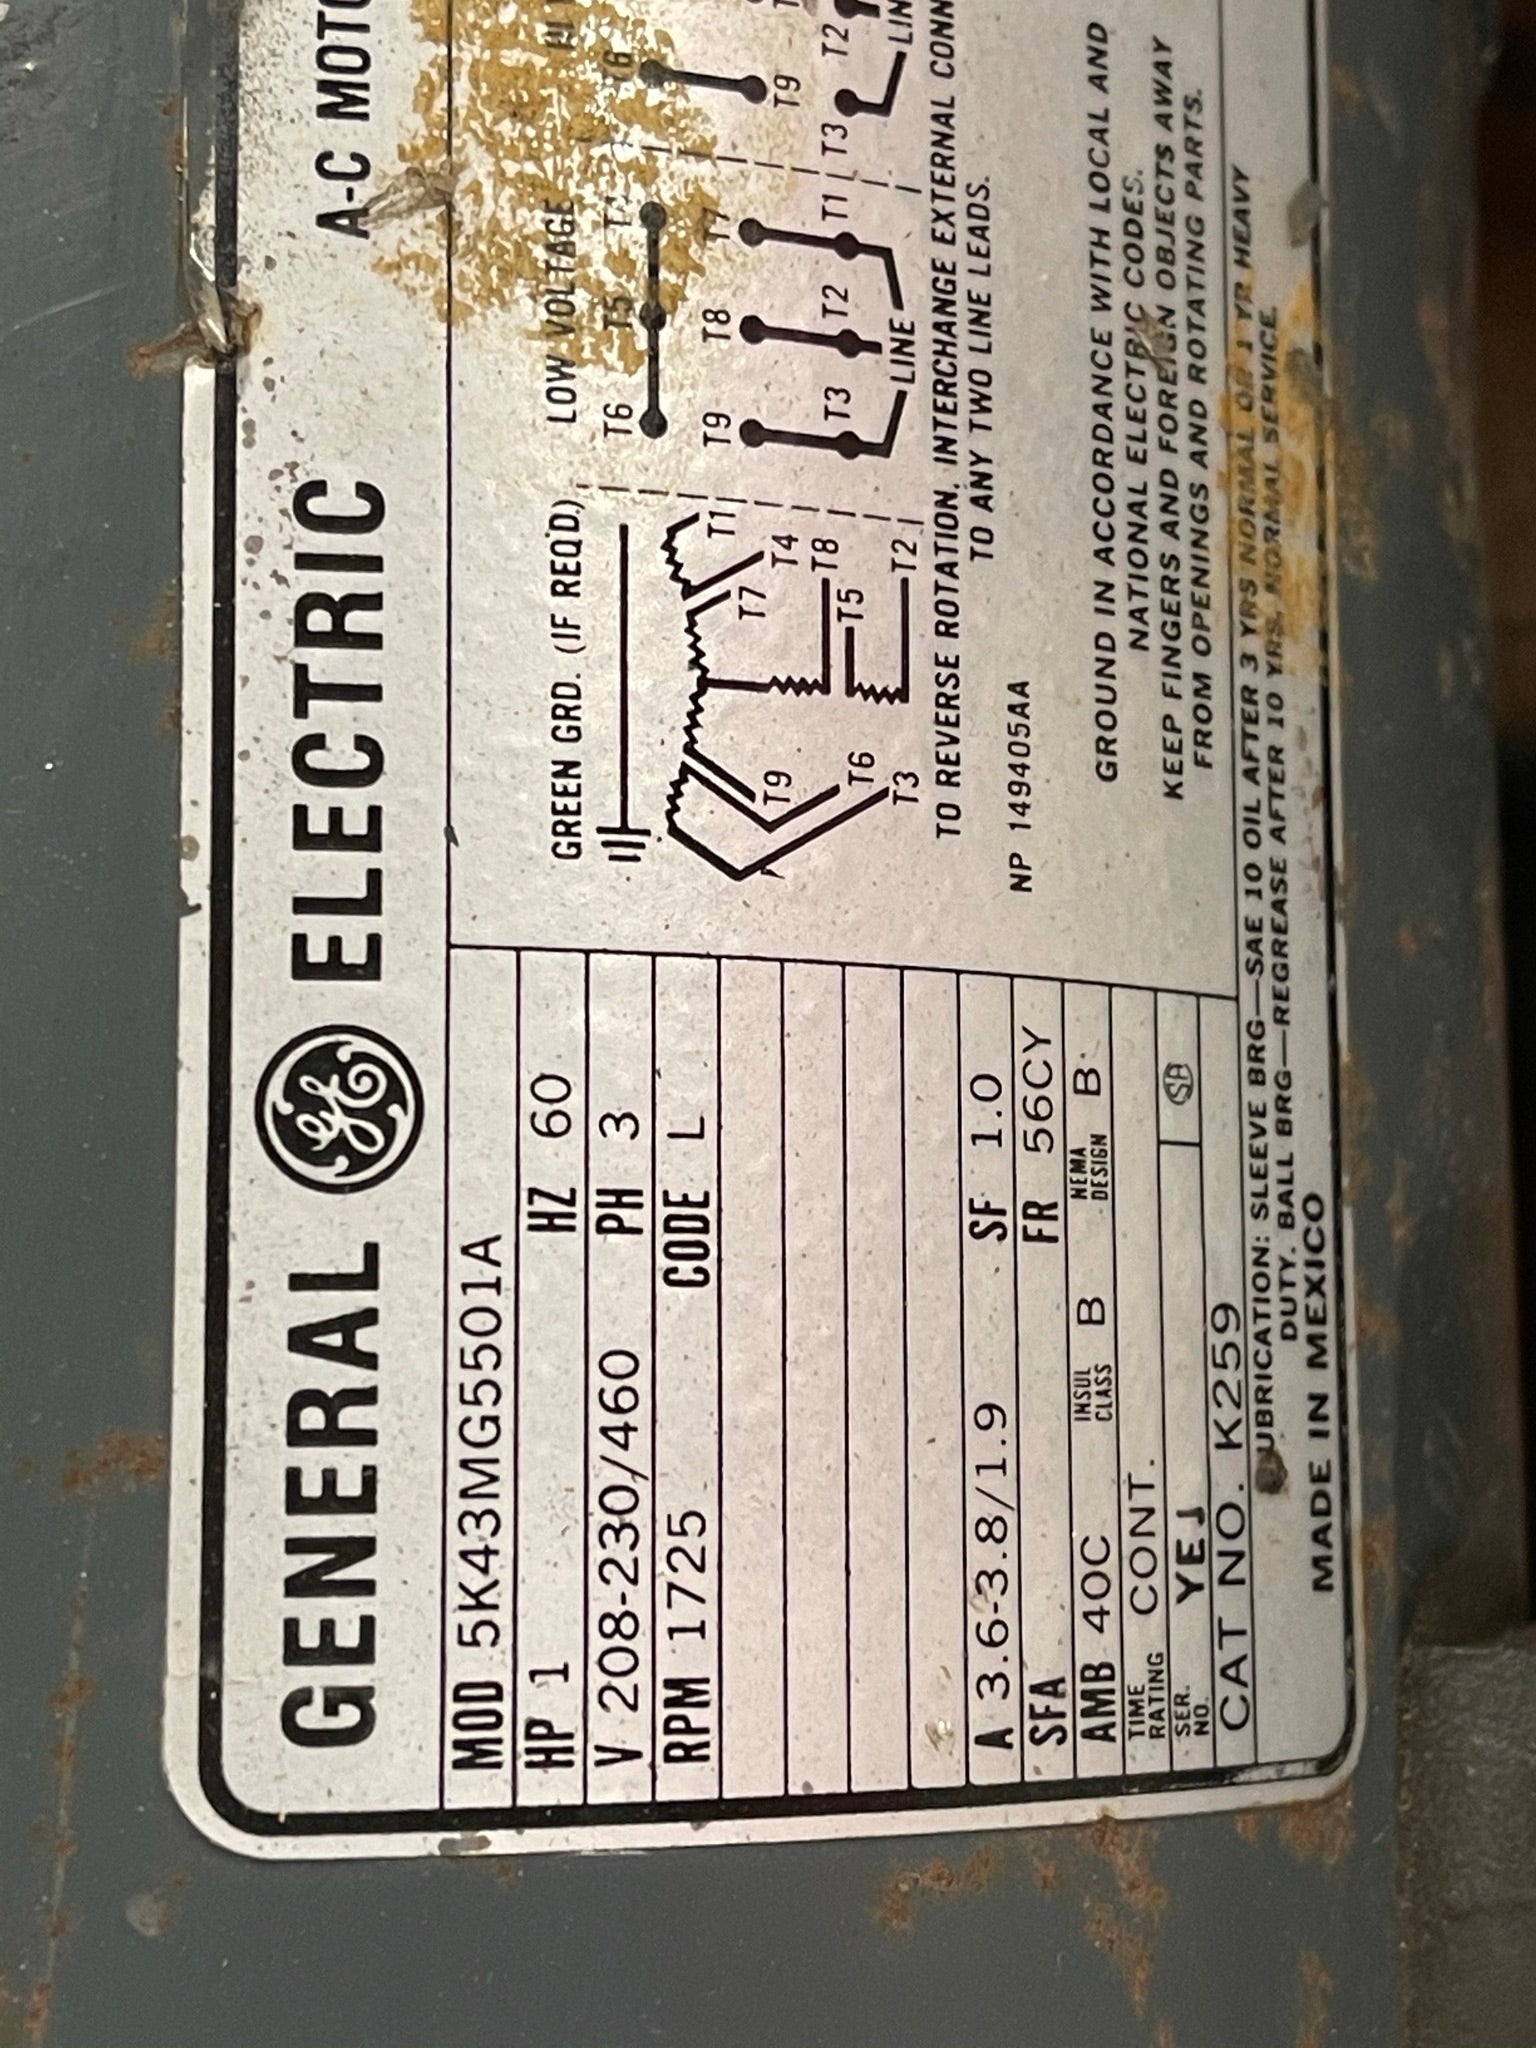 GENERAL GE ELECTRIC
A-C MOTO
MOD 5K43MG5501A
HP 1 HZ 60
V 208-230/460 PH 3
RPM 1725 CODE L
A 3.6-3.8/1.9 SF 1.0
SFA FR 56CY
AMB 40C INSUL CLASS B NEMA DESIGN B
TIME RATING CONT.
SER. NO. YEJ SA
CAT NO. K259
GREEN GRD. (IF REQ'D.)
T1
T7 T4
T8
T5
T2
T9
T6
T3
LOW VOLTAGE
T6 T5
T9 T8 T7
T3 T2 T1
LINE
T6
T9
T3 T2
LIN
TO REVERSE ROTATION, INTERCHANGE EXTERNAL CONN
TO ANY TWO LINE LEADS.
NP 149405AA
GROUND IN ACCORDANCE WITH LOCAL AND
NATIONAL ELECTRIC CODES.
KEEP FINGERS AND FOREIGN OBJECTS AWAY
FROM OPENINGS AND ROTATING PARTS.
LUBRICATION: SLEEVE BRG—SAE 10 OIL AFTER 3 YRS NORMAL OR 1 YR HEAVY
DUTY. BALL BRG—REGREASE AFTER 10 YRS. NORMAL SERVICE.
MADE IN MEXICO